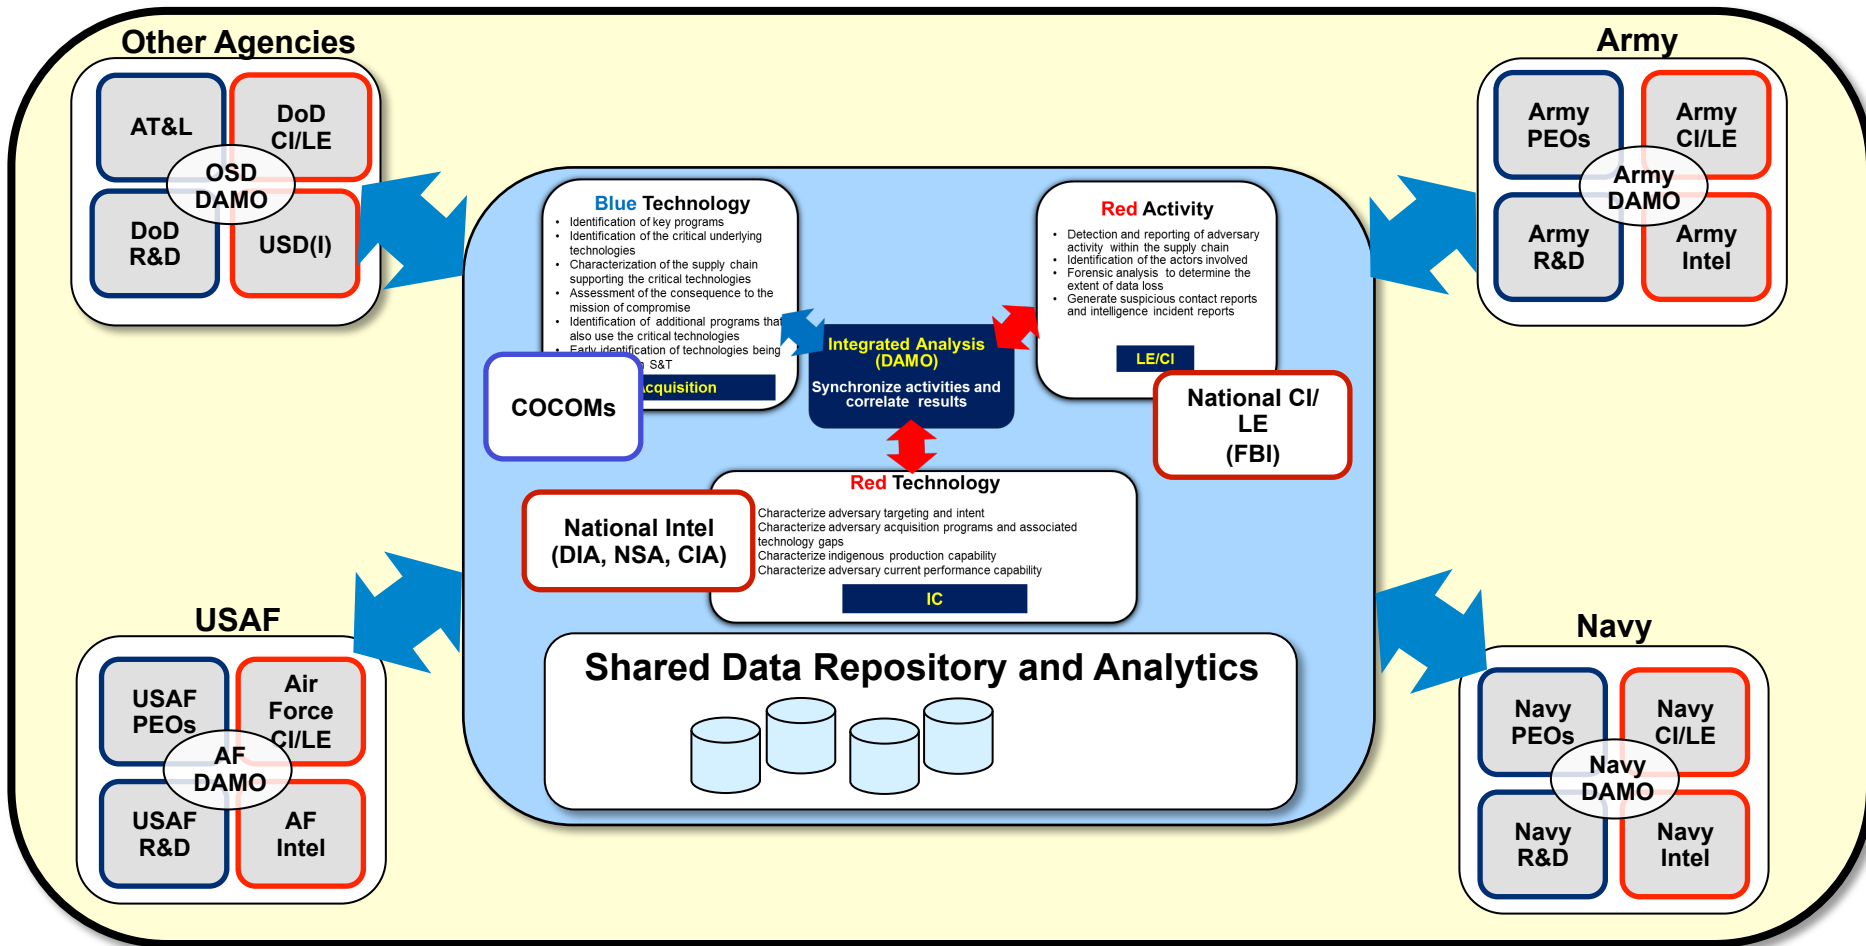 Other Agencies
AT&L
DoD
CI/LE
OSD
DAMO
DoD
R&D
USD(I)
Army
Army
PEOs
Army
CI/LE
Army
DAMO
Army
R&D
Army
Intel
Blue Technology
• Identification of key programs
• Identification of the critical underlying
technologies
• Characterization of the supply chain
supporting the critical technologies
• Assessment of the consequence to the
mission of compromise
• Identification of additional programs that
also use the critical technologies
• Early identification of technologies being
S&T
Acquisition
COCOMs
Integrated Analysis
(DAMO)
Synchronize activities and
correlate results
Red Activity
• Detection and reporting of adversary
activity within the supply chain
• Identification of the actors involved
• Forensic analysis to determine the
extent of data loss
• Generate suspicious contact reports
and intelligence incident reports
LE/CI
National CI/
LE
(FBI)
Red Technology
Characterize adversary targeting and intent
Characterize adversary acquisition programs and associated
technology gaps
Characterize indigenous production capability
Characterize adversary current performance capability
IC
National Intel
(DIA, NSA, CIA)
Shared Data Repository and Analytics
USAF
USAF
PEOs
Air
Force
CI/LE
AF
DAMO
USAF
R&D
AF
Intel
Navy
Navy
PEOs
Navy
CI/LE
Navy
DAMO
Navy
R&D
Navy
Intel